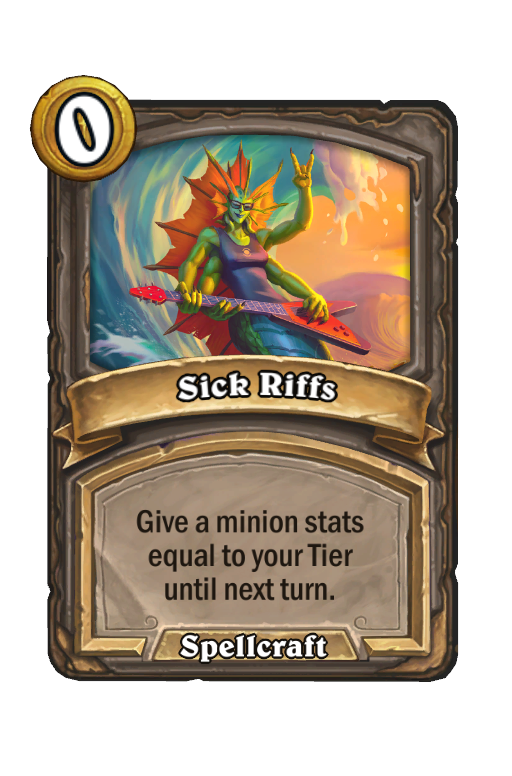 0
Sick Riffs
Give a minion stats
equal to your Tier
until next turn.
Spellcraft